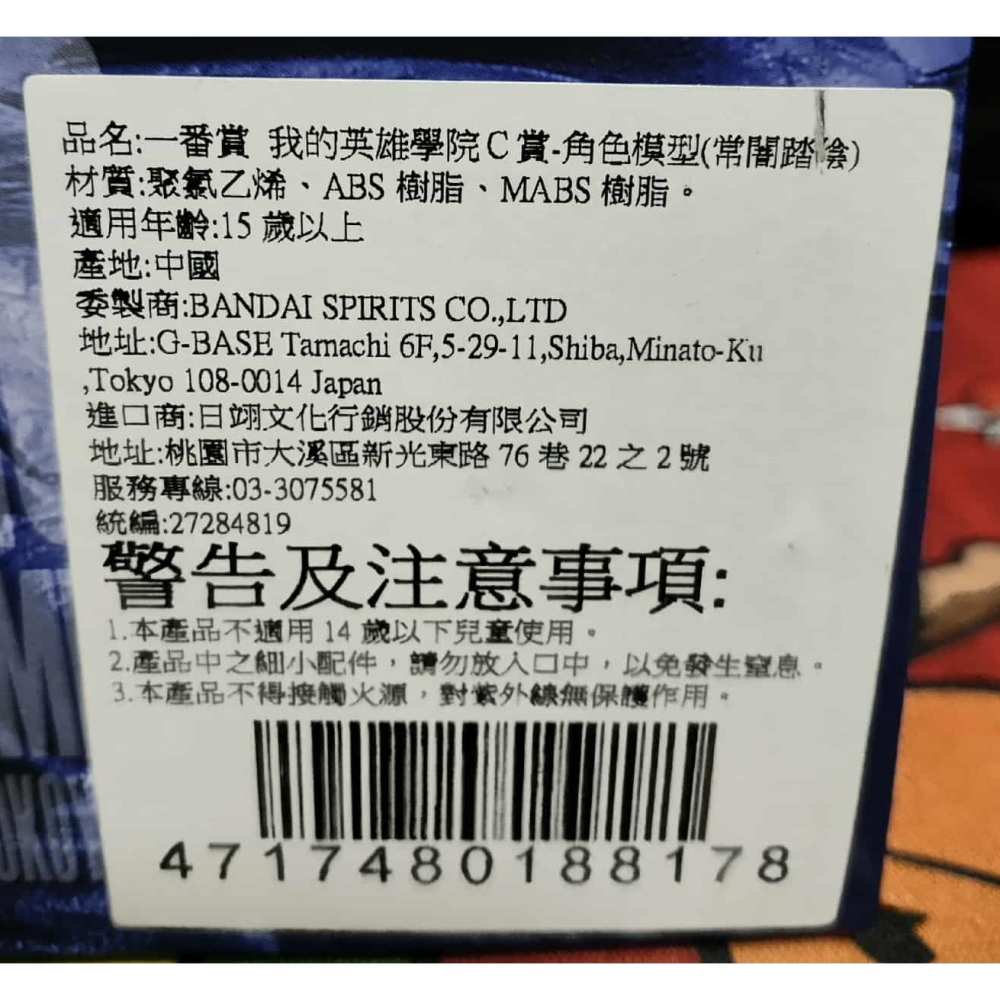 品名:一番賞 我的英雄學院C賞-角色模型(常闇踏陰)
材質:聚氯乙烯、ABS 樹脂、MABS 樹脂。
適用年齡:15 歲以上
產地:中國
委製商:BANDAI SPIRITS CO.,LTD
地址:G-BASE Tamachi 6F,5-29-11,Shiba,Minato-Ku
,Tokyo 108-0014 Japan
進口商:日翊文化行銷股份有限公司
地址:桃園市大溪區新光東路 76 巷 22 之 2 號
服務專線:03-3075581
統編:27284819
警告及注意事項:
1.本產品不適用 14 歲以下兒童使用。
2.產品中之細小配件，請勿放入口中，以免發生窒息。
3.本產品不得接觸火源，對紫外線無保護作用。
4717480188178